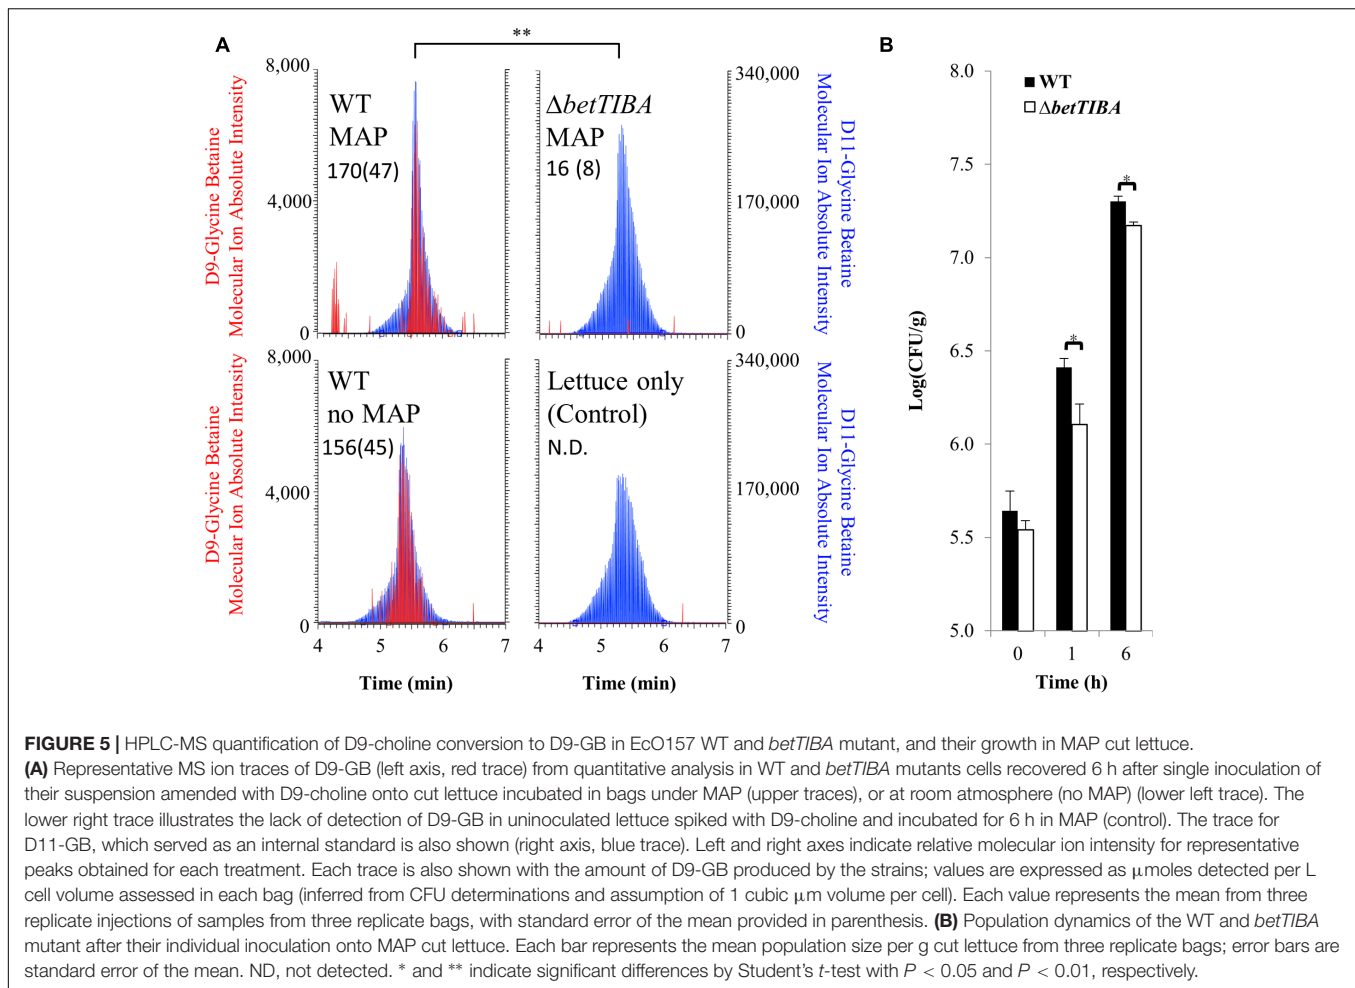 A
**
B
8,000
4,000
0
D9-Glycine Betaine
Molecular Ion Absolute Intensity
WT
MAP
170(47)
ΔbetTIBA
MAP
16 (8)
340,000
170,000
0
D11-Glycine Betaine
Molecular Ion Absolute Intensity
8,000
4,000
0
D9-Glycine Betaine
Molecular Ion Absolute Intensity
WT
no MAP
156(45)
Lettuce only
(Control)
N.D.
340,000
170,000
0
D11-Glycine Betaine
Molecular Ion Absolute Intensity
4 5 6 7
4 5 6 7
Time (min)
Time (min)
8.0
7.5
7.0
6.5
6.0
5.5
5.0
Log(CFU/g)
WT
ΔbetTIBA
*
*
0 1 6
Time (h)
FIGURE 5 | HPLC-MS quantification of D9-choline conversion to D9-GB in EcO157 WT and betTIBA mutant, and their growth in MAP cut lettuce.
(A) Representative MS ion traces of D9-GB (left axis, red trace) from quantitative analysis in WT and betTIBA mutants cells recovered 6 h after single inoculation of
their suspension amended with D9-choline onto cut lettuce incubated in bags under MAP (upper traces), or at room atmosphere (no MAP) (lower left trace). The
lower right trace illustrates the lack of detection of D9-GB in uninoculated lettuce spiked with D9-choline and incubated for 6 h in MAP (control). The trace for
D11-GB, which served as an internal standard is also shown (right axis, blue trace). Left and right axes indicate relative molecular ion intensity for representative
peaks obtained for each treatment. Each trace is also shown with the amount of D9-GB produced by the strains; values are expressed as μmoles detected per L
cell volume assessed in each bag (inferred from CFU determinations and assumption of 1 cubic μm volume per cell). Each value represents the mean from three
replicate injections of samples from three replicate bags, with standard error of the mean provided in parenthesis. (B) Population dynamics of the WT and betTIBA
mutant after their individual inoculation onto MAP cut lettuce. Each bar represents the mean population size per g cut lettuce from three replicate bags; error bars are
standard error of the mean. ND, not detected. * and ** indicate significant differences by Student's t-test with P < 0.05 and P < 0.01, respectively.